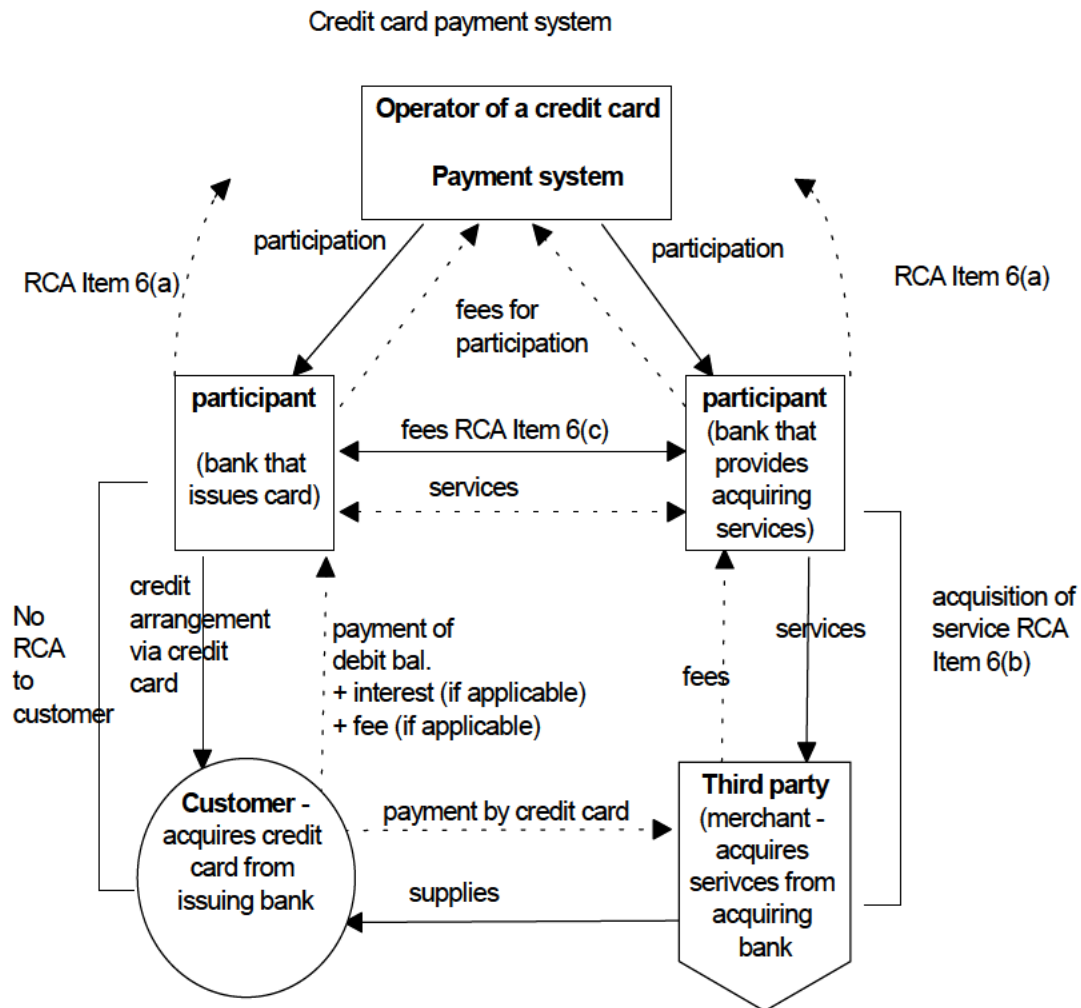 Credit card payment system
Operator of a credit card
Payment system
participation
participation
RCA Item 6(a)
RCA Item 6(a)
fees for
participation
participant
(bank that
issues card)
fees RCA Item 6(c)
services
participant
(bank that
provides
acquiring
services)
No
RCA
to
customer
credit
arrangement
via credit
card
payment of
debit bal.
+ interest (if applicable)
+ fee (if applicable)
fees
services
acquisition of
service RCA
Item 6(b)
Customer -
acquires credit
card from
issuing bank
payment by credit card
supplies
Third party
(merchant -
acquires
serivces from
acquiring
bank